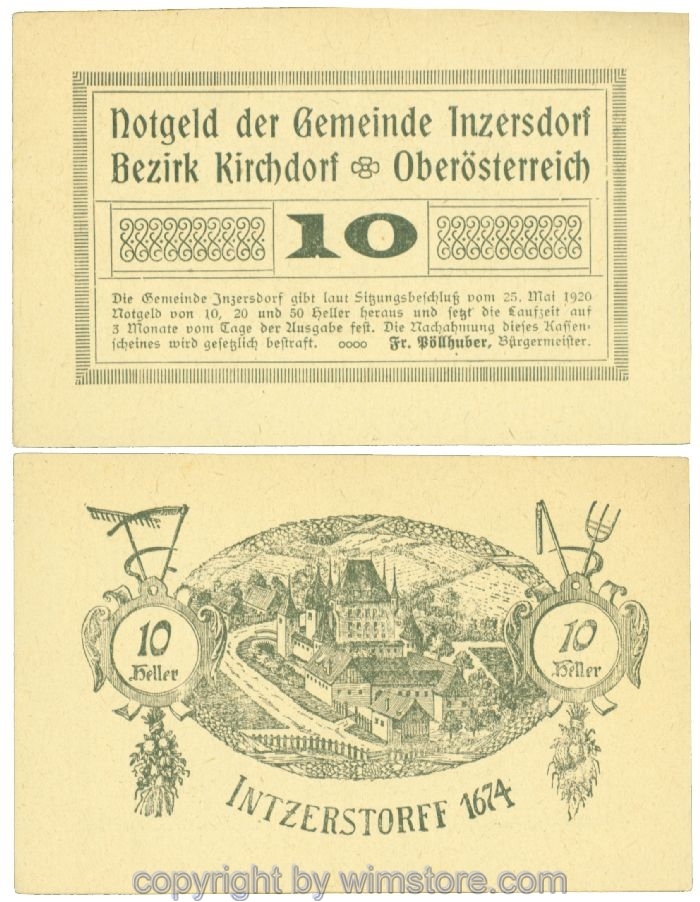 Notgeld der Gemeinde Inzersdorf
Bezirk Kirchdorf Oberösterreich
10
Die Gemeinde Inzersdorf gibt laut Sitzungsbeschluß vom 25. Mai 1920
Notgeld von 10, 20 und 50 Heller heraus und setzt die Laufzeit auf
3 Monate vom Tage der Ausgabe fest. Die Nachahmung dieses Kassen-
scheines wird gesetzlich bestraft. oooo Fr. Pöllhuber, Bürgermeister.
10
Heller
10
Heller
INTZERSTORFF 1674
copyright by wimstore.com